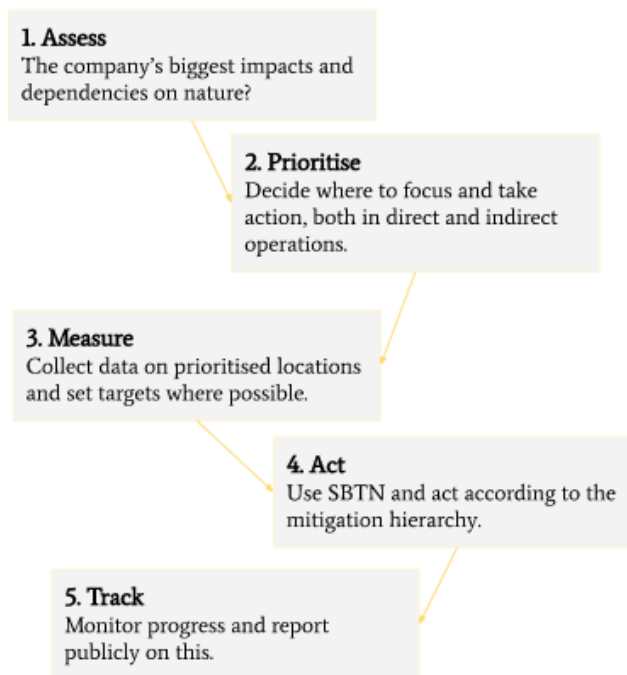 1. Assess
The company's biggest impacts and
dependencies on nature?
2. Prioritise
Decide where to focus and take
action, both in direct and indirect
operations.
3. Measure
Collect data on prioritised locations
and set targets where possible.
4. Act
Use SBTN and act according to the
mitigation hierarchy.
5. Track
Monitor progress and report
publicly on this.